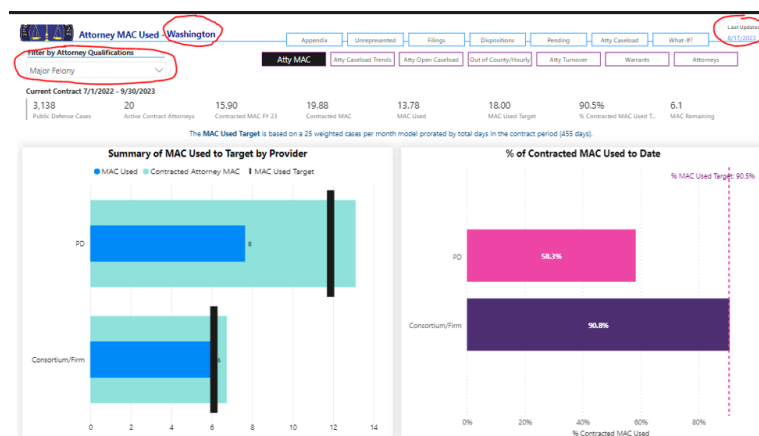 Attorney MAC Used - Washington
Last Updated
8/17/2023
Appendix Unrepresented Filings Dispositions Pending Atty Caseload What-If?
Filter by Attorney Qualifications
Major Felony
Atty MAC Atty Caseload Trends Atty Open Caseload Out of County/Hourly Atty Turnover Warrants Attorneys
Current Contract 7/1/2022 - 9/30/2023
3,138 20 15.90 19.88 13.78 18.00 90.5% 6.1
Public Defense Cases Active Contract Attorneys Contracted MAC FY 23 Contracted MAC MAC Used MAC Used Target % Contracted MAC Used T... MAC Remaining
The MAC Used Target is based on a 25 weighted cases per month model prorated by total days in the contract period (455 days).
Summary of MAC Used to Target by Provider
MAC Used Contracted Attorney MAC MAC Used Target
PD 8
Consortium/Firm 6
0 2 4 6 8 10 12 14
% of Contracted MAC Used to Date
% MAC Used Target: 90.5%
PD 58.3%
Consortium/Firm 90.8%
0% 20% 40% 60% 80%
% Contracted MAC Used